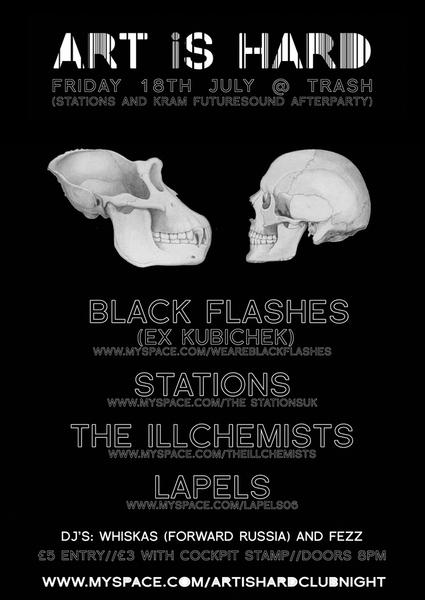 ART iS HARD
FRIDAY 18TH JULY @ TRASH
(STATIONS AND KRAM FUTURESOUND AFTERPARTY)
BLACK FLASHES
(EX KUBICHEK)
WWW.MYSPACE.COM/WEAREBLACKFLASHES
STATIONS
WWW.MYSPACE.COM/THE STATIONSUK
THE ILLCHEMISTS
WWW.MYSPACE.COM/THEILLCHEMISTS
LAPELS
WWW.MYSPACE.COM/LAPELS06
DJ'S: WHISKAS (FORWARD RUSSIA) AND FEZZ
£5 ENTRY//£3 WITH COCKPIT STAMP//DOORS 8PM
WWW.MYSPACE.COM/ARTISHARDCLUBNIGHT